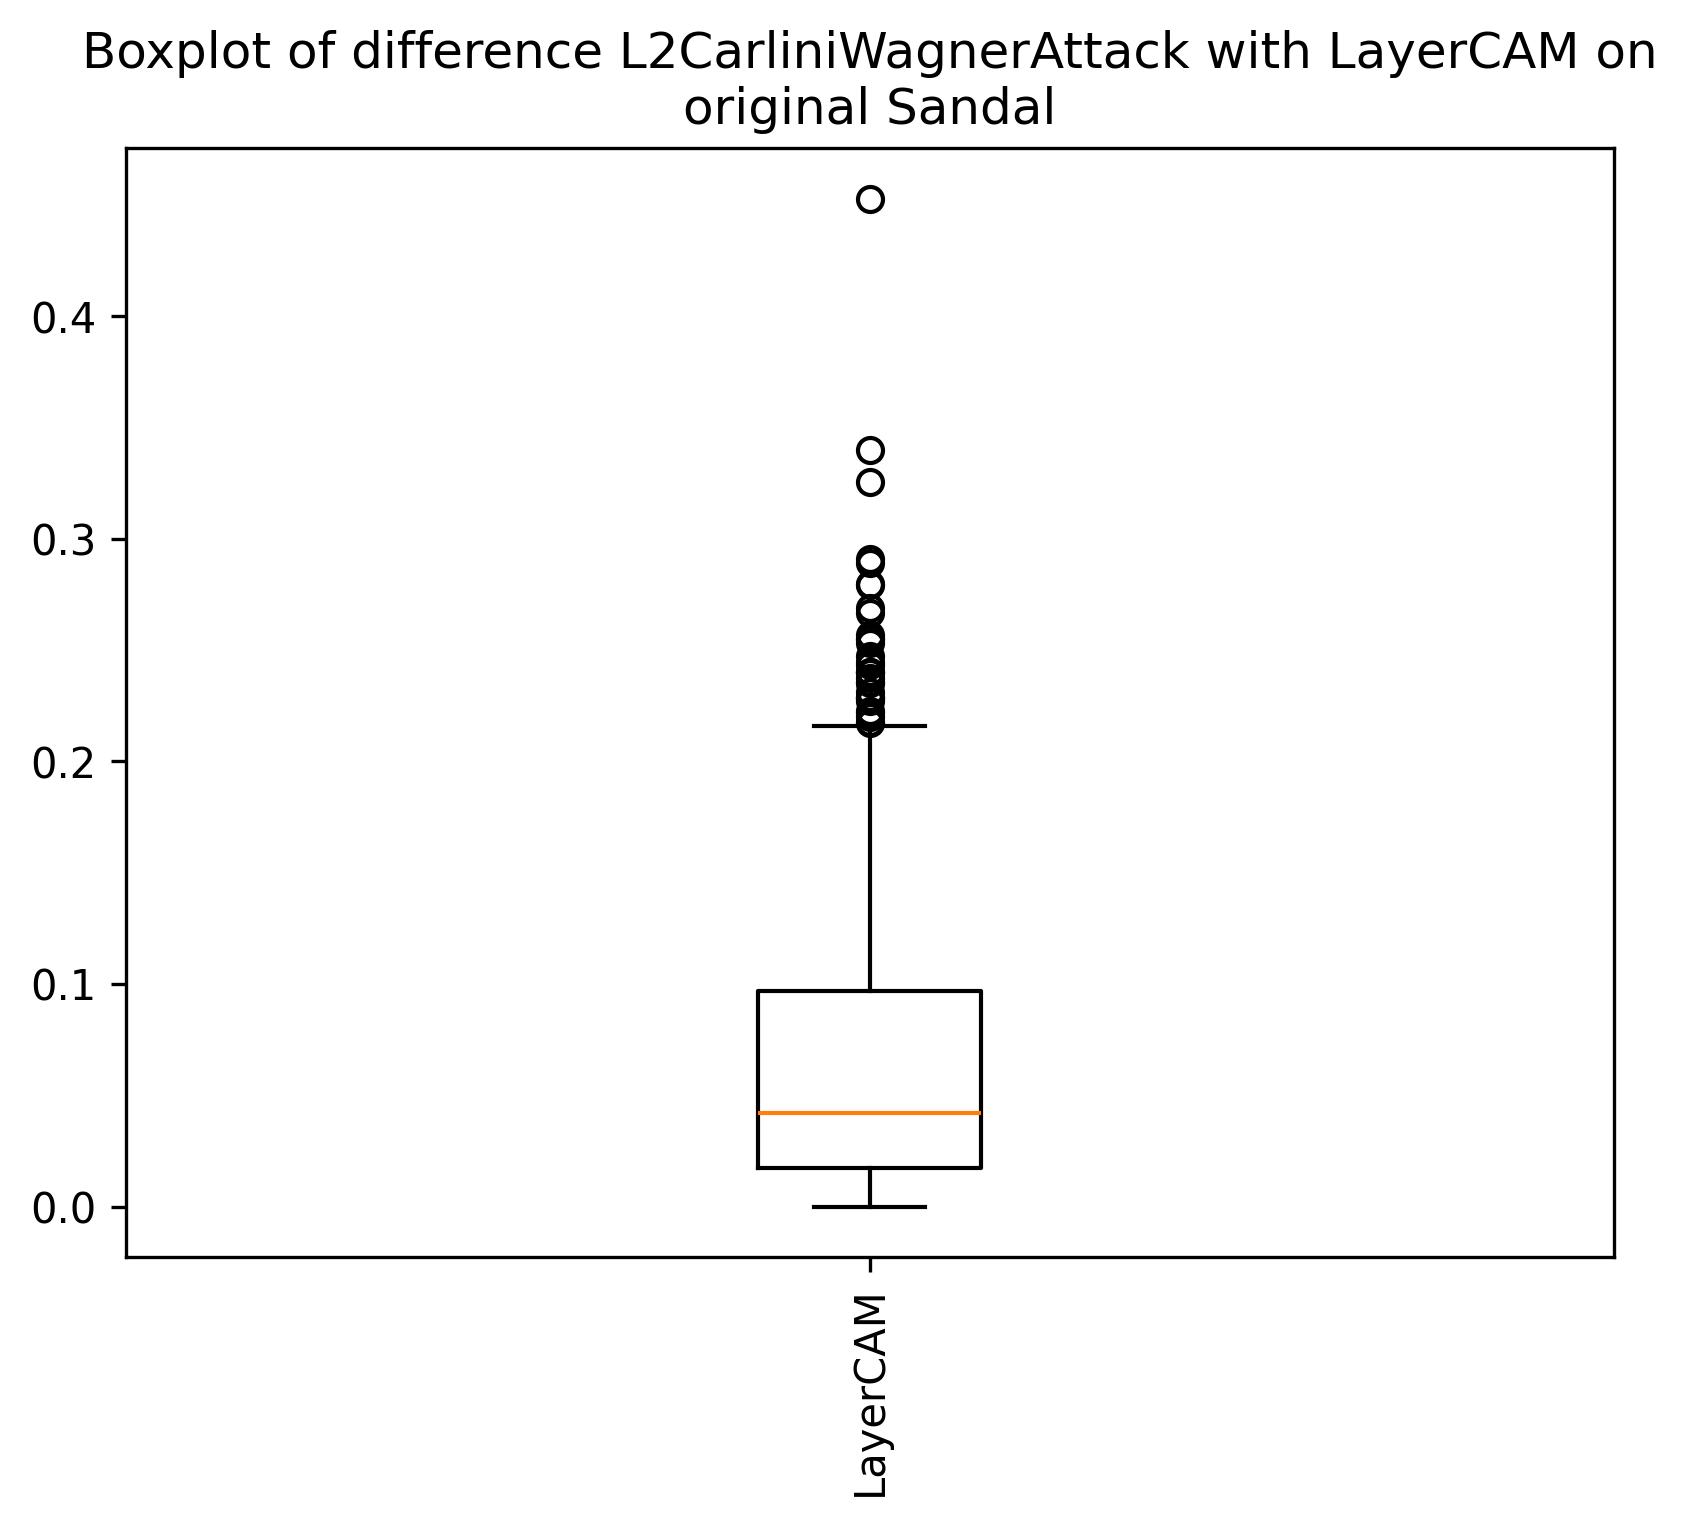 Boxplot of difference L2CarliniWagnerAttack with LayerCAM on
original Sandal
0.4
0.3
0.2
0.1
0.0
LayerCAM